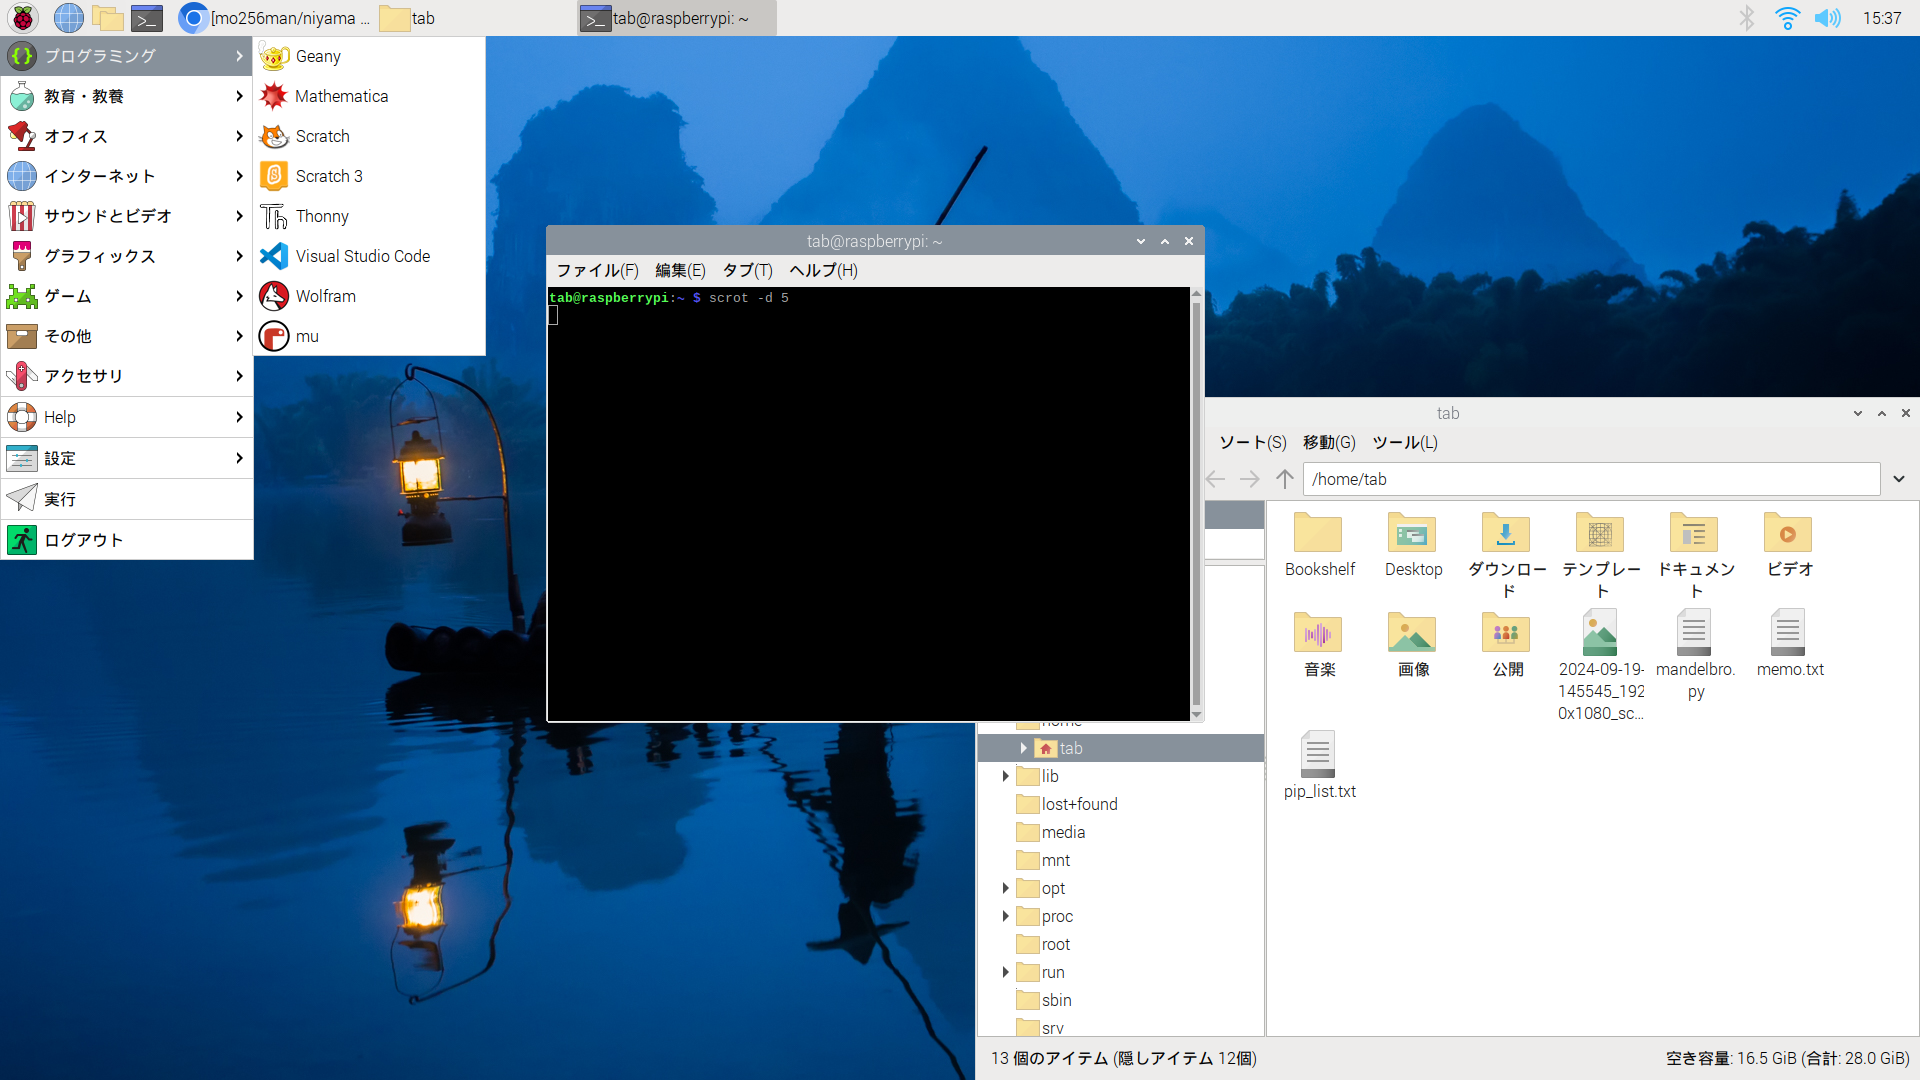 [mo256man/niyama ...
tab
tab@raspberrypi: ~
15:37
プログラミング
教育・教養
オフィス
インターネット
サウンドとビデオ
グラフィックス
ゲーム
その他
アクセサリ
Help
設定
実行
ログアウト
Geany
Mathematica
Scratch
Scratch 3
Thonny
Visual Studio Code
Wolfram
mu
tab@raspberrypi: ~
ファイル(F) 編集(E) タブ(T) ヘルプ(H)
tab@raspberrypi:~ $ scrot -d 5
tab
ソート(S) 移動(G) ツール(L)
/home/tab
Bookshelf
Desktop
ダウンロー
ド
テンプレー
ト
ドキュメン
ト
ビデオ
音楽
画像
公開
2024-09-19-
145545_192
0x1080_sc...
mandelbro.
py
memo.txt
pip_list.txt
home
tab
lib
lost+found
media
mnt
opt
proc
root
run
sbin
srv
13 個のアイテム (隠しアイテム 12個)
空き容量: 16.5 GiB (合計: 28.0 GiB)